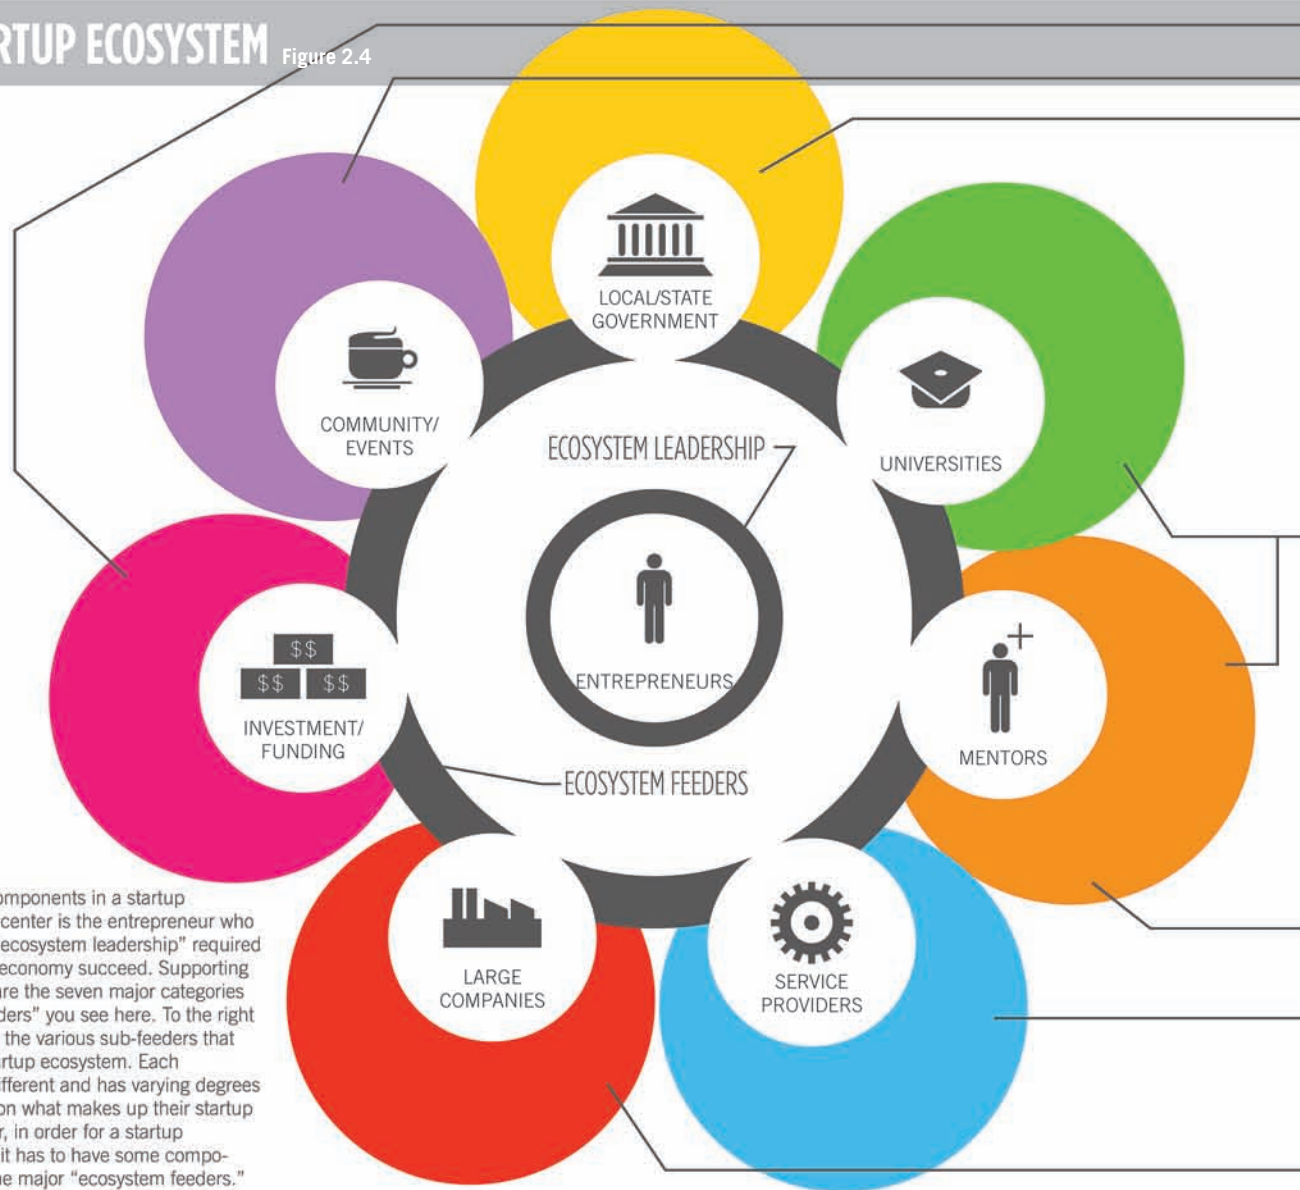 RTUP ECOSYSTEM Figure 2.4
LOCAL/STATE
GOVERNMENT
COMMUNITY/
EVENTS
ECOSYSTEM LEADERSHIP
UNIVERSITIES
$$
$$ $$
ENTREPRENEURS
INVESTMENT/
FUNDING
MENTORS
ECOSYSTEM FEEDERS
LARGE
COMPANIES
SERVICE
PROVIDERS
omponents in a startup
center is the entrepreneur who
ecosystem leadership” required
economy succeed. Supporting
are the seven major categories
ders” you see here. To the right
the various sub-feeders that
rtup ecosystem. Each
ifferent and has varying degrees
on what makes up their startup
r, in order for a startup
it has to have some compo-
ne major “ecosystem feeders.”